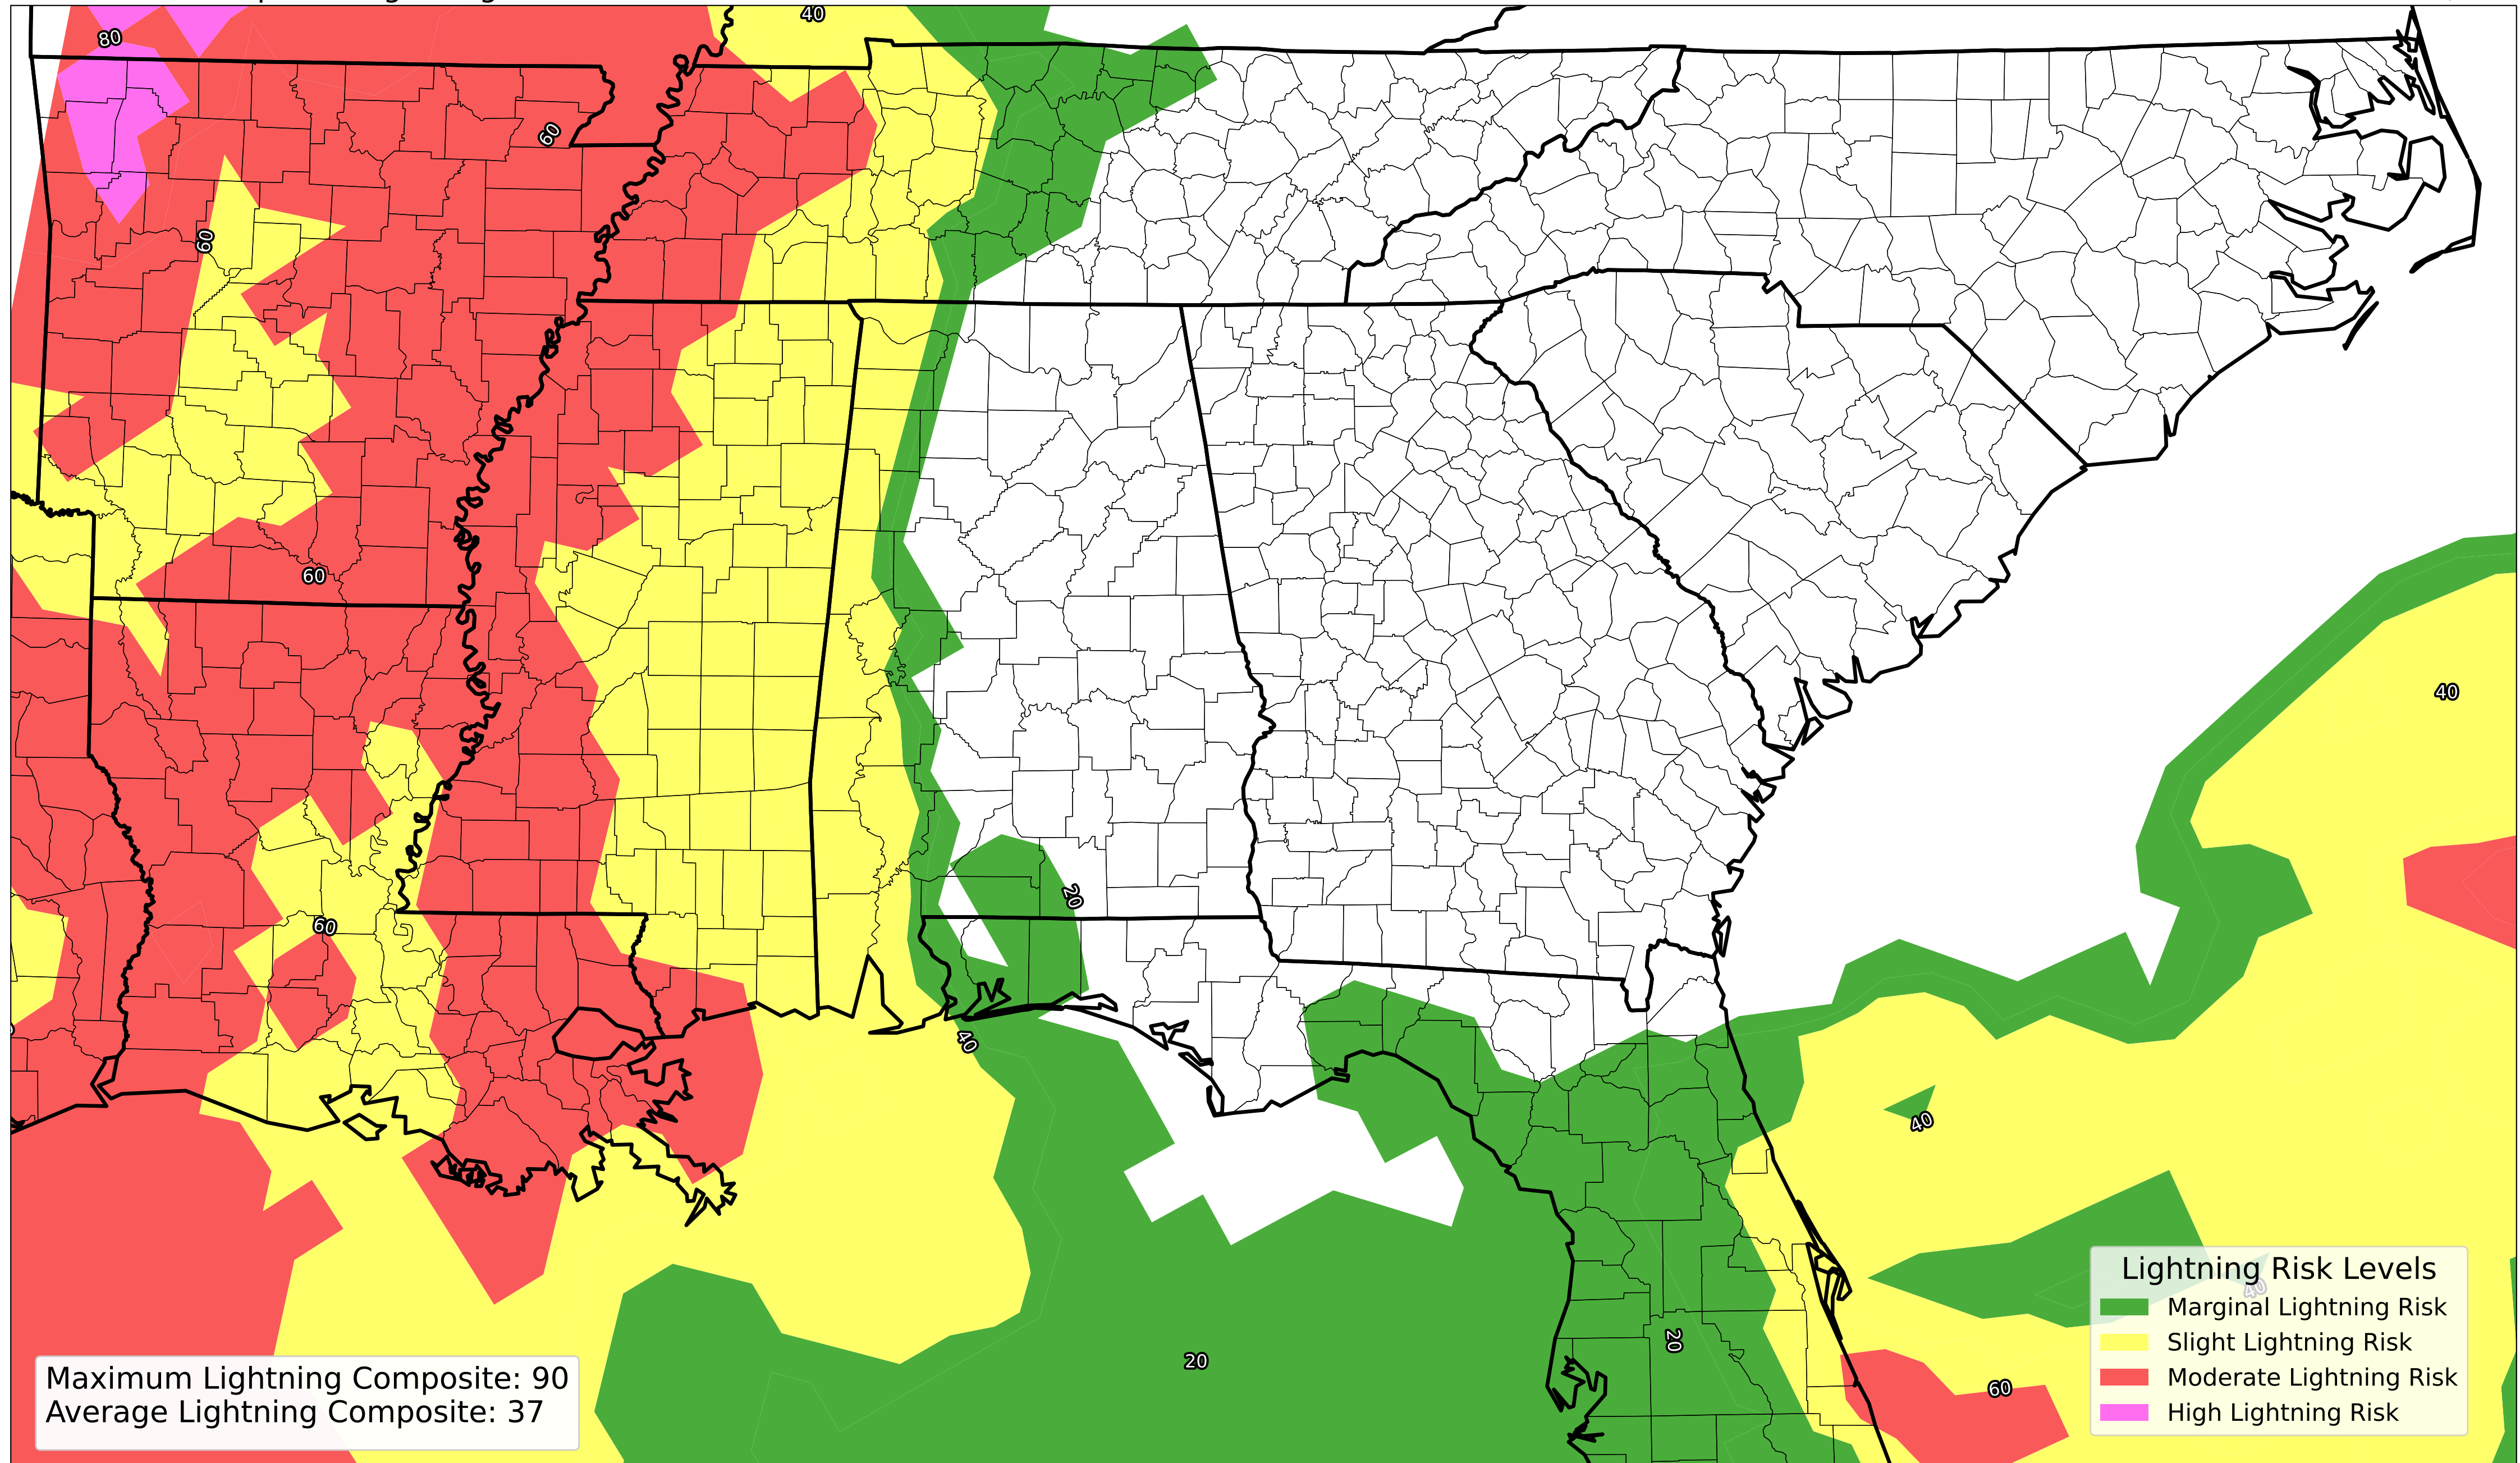 40
80
60
60
60
40
20
60
40
40
40
20
20
60
Maximum Lightning Composite: 90
Average Lightning Composite: 37
Lightning Risk Levels
Marginal Lightning Risk
Slight Lightning Risk
Moderate Lightning Risk
High Lightning Risk